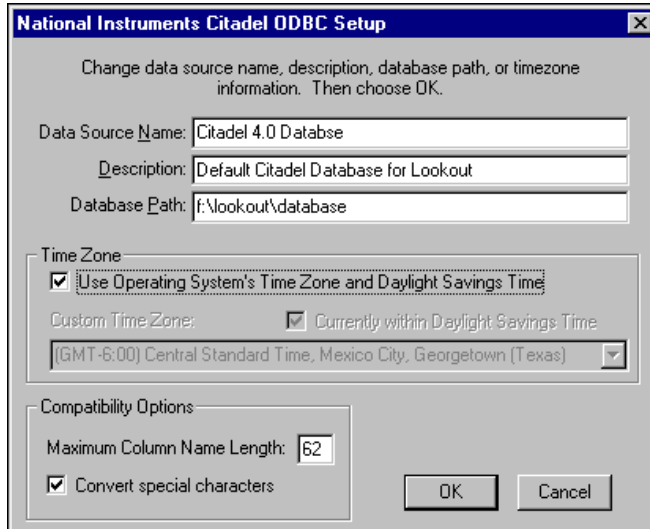 National Instruments Citadel ODBC Setup
Change data source name, description, database path, or timezone
information. Then choose OK.
Data Source Name: Citadel 4.0 Databse
Description: Default Citadel Database for Lookout
Database Path: f:\lookout\database
Time Zone
Use Operating System's Time Zone and Daylight Savings Time
Custom Time Zone: Currently within Daylight Savings Time
(GMT-6:00) Central Standard Time, Mexico City, Georgetown (Texas)
Compatibility Options
Maximum Column Name Length: 62
Convert special characters
OK Cancel